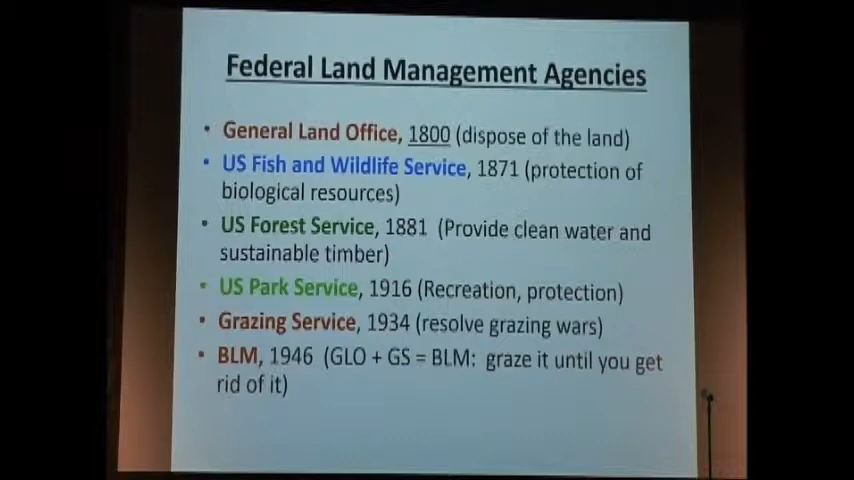 Federal Land Management Agencies
• General Land Office, 1800 (dispose of the land)
• US Fish and Wildlife Service, 1871 (protection of
biological resources)
• US Forest Service, 1881 (Provide clean water and
sustainable timber)
• US Park Service, 1916 (Recreation, protection)
• Grazing Service, 1934 (resolve grazing wars)
• BLM, 1946 (GLO + GS = BLM: graze it until you get
rid of it)